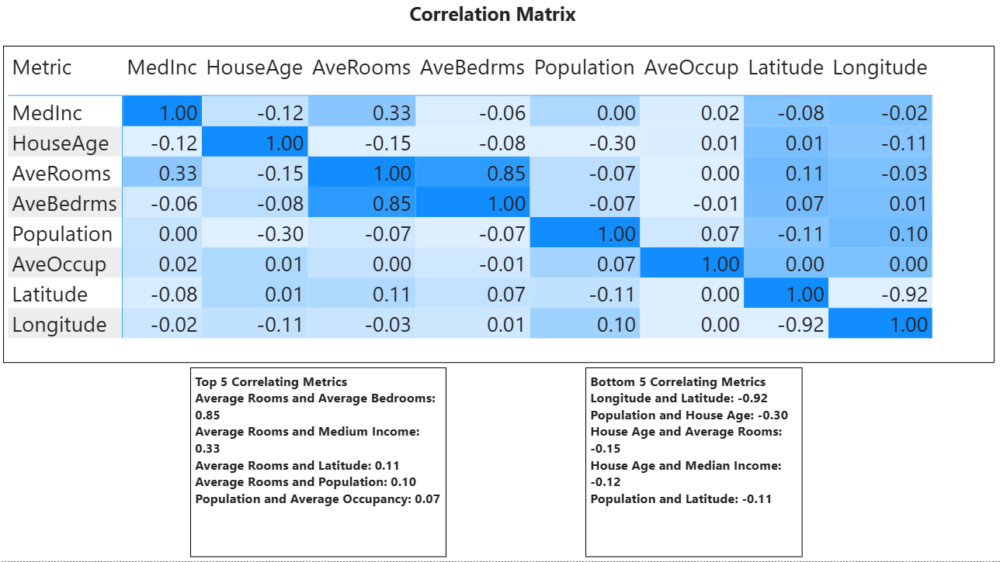 Correlation Matrix
Metric MedInc HouseAge AveRooms AveBedrms Population AveOccup Latitude Longitude
MedInc 1.00 -0.12 0.33 -0.06 0.00 0.02 -0.08 -0.02
HouseAge -0.12 1.00 -0.15 -0.08 -0.30 0.01 0.01 -0.11
AveRooms 0.33 -0.15 1.00 0.85 -0.07 0.00 0.11 -0.03
AveBedrms -0.06 -0.08 0.85 1.00 -0.07 -0.01 0.07 0.01
Population 0.00 -0.30 -0.07 -0.07 1.00 0.07 -0.11 0.10
AveOccup 0.02 0.01 0.00 -0.01 0.07 1.00 0.00 0.00
Latitude -0.08 0.01 0.11 0.07 -0.11 0.00 1.00 -0.92
Longitude -0.02 -0.11 -0.03 0.01 0.10 0.00 -0.92 1.00
Top 5 Correlating Metrics
Average Rooms and Average Bedrooms:
0.85
Average Rooms and Medium Income:
0.33
Average Rooms and Latitude: 0.11
Average Rooms and Population: 0.10
Population and Average Occupancy: 0.07
Bottom 5 Correlating Metrics
Longitude and Latitude: -0.92
Population and House Age: -0.30
House Age and Average Rooms:
-0.15
House Age and Median Income:
-0.12
Population and Latitude: -0.11